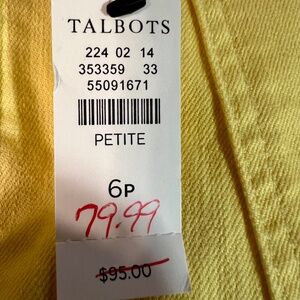 TALBOTS
224 02 14
353359 33
55091671
PETITE
6P
79.99
$95.00